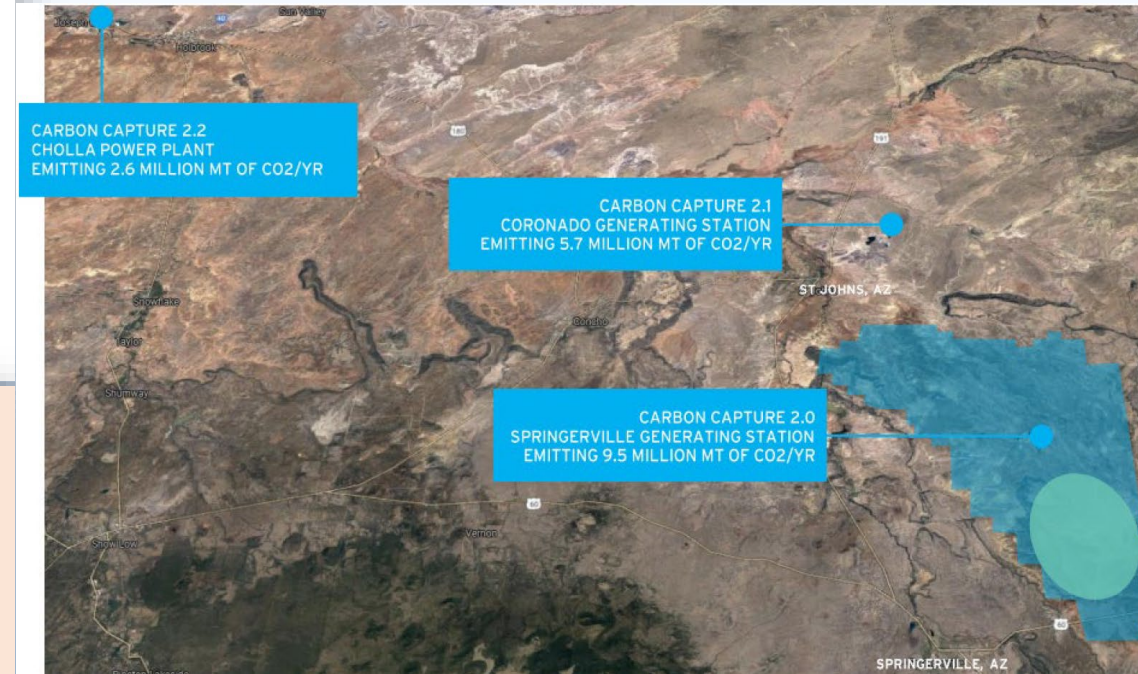 Joseph
40
Sun Valley
Holbrook
CARBON CAPTURE 2.2
CHOLLA POWER PLANT
EMITTING 2.6 MILLION MT OF CO2/YR
180
191
CARBON CAPTURE 2.1
CORONADO GENERATING STATION
EMITTING 5.7 MILLION MT OF CO2/YR
ST JOHNS, AZ
Snowflake
Concho
Taylor
Shumway
CARBON CAPTURE 2.0
SPRINGERVILLE GENERATING STATION
EMITTING 9.5 MILLION MT OF CO2/YR
60
Vernon
Show Low
60
SPRINGERVILLE, AZ